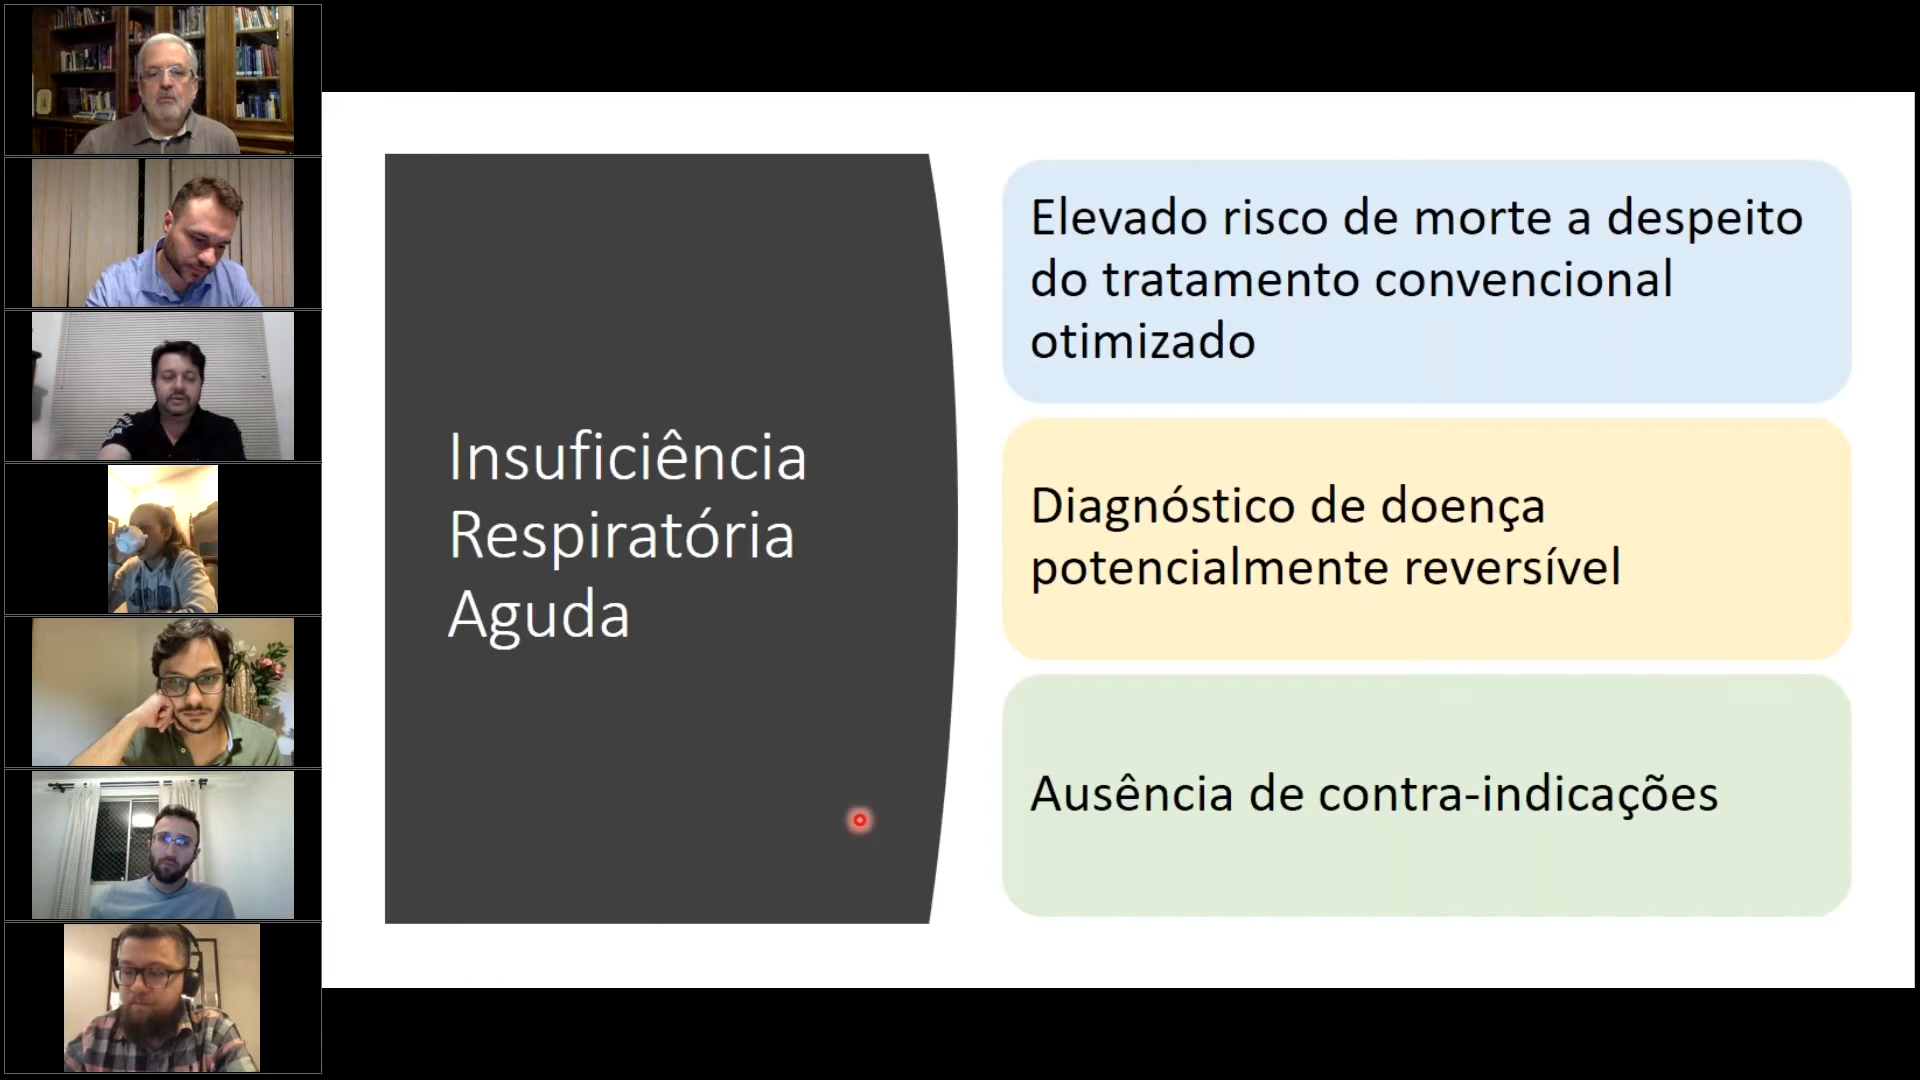 Insuficiência
Respiratória
Aguda
Elevado risco de morte a despeito
do tratamento convencional
otimizado
Diagnóstico de doença
potencialmente reversível
Ausência de contra-indicações